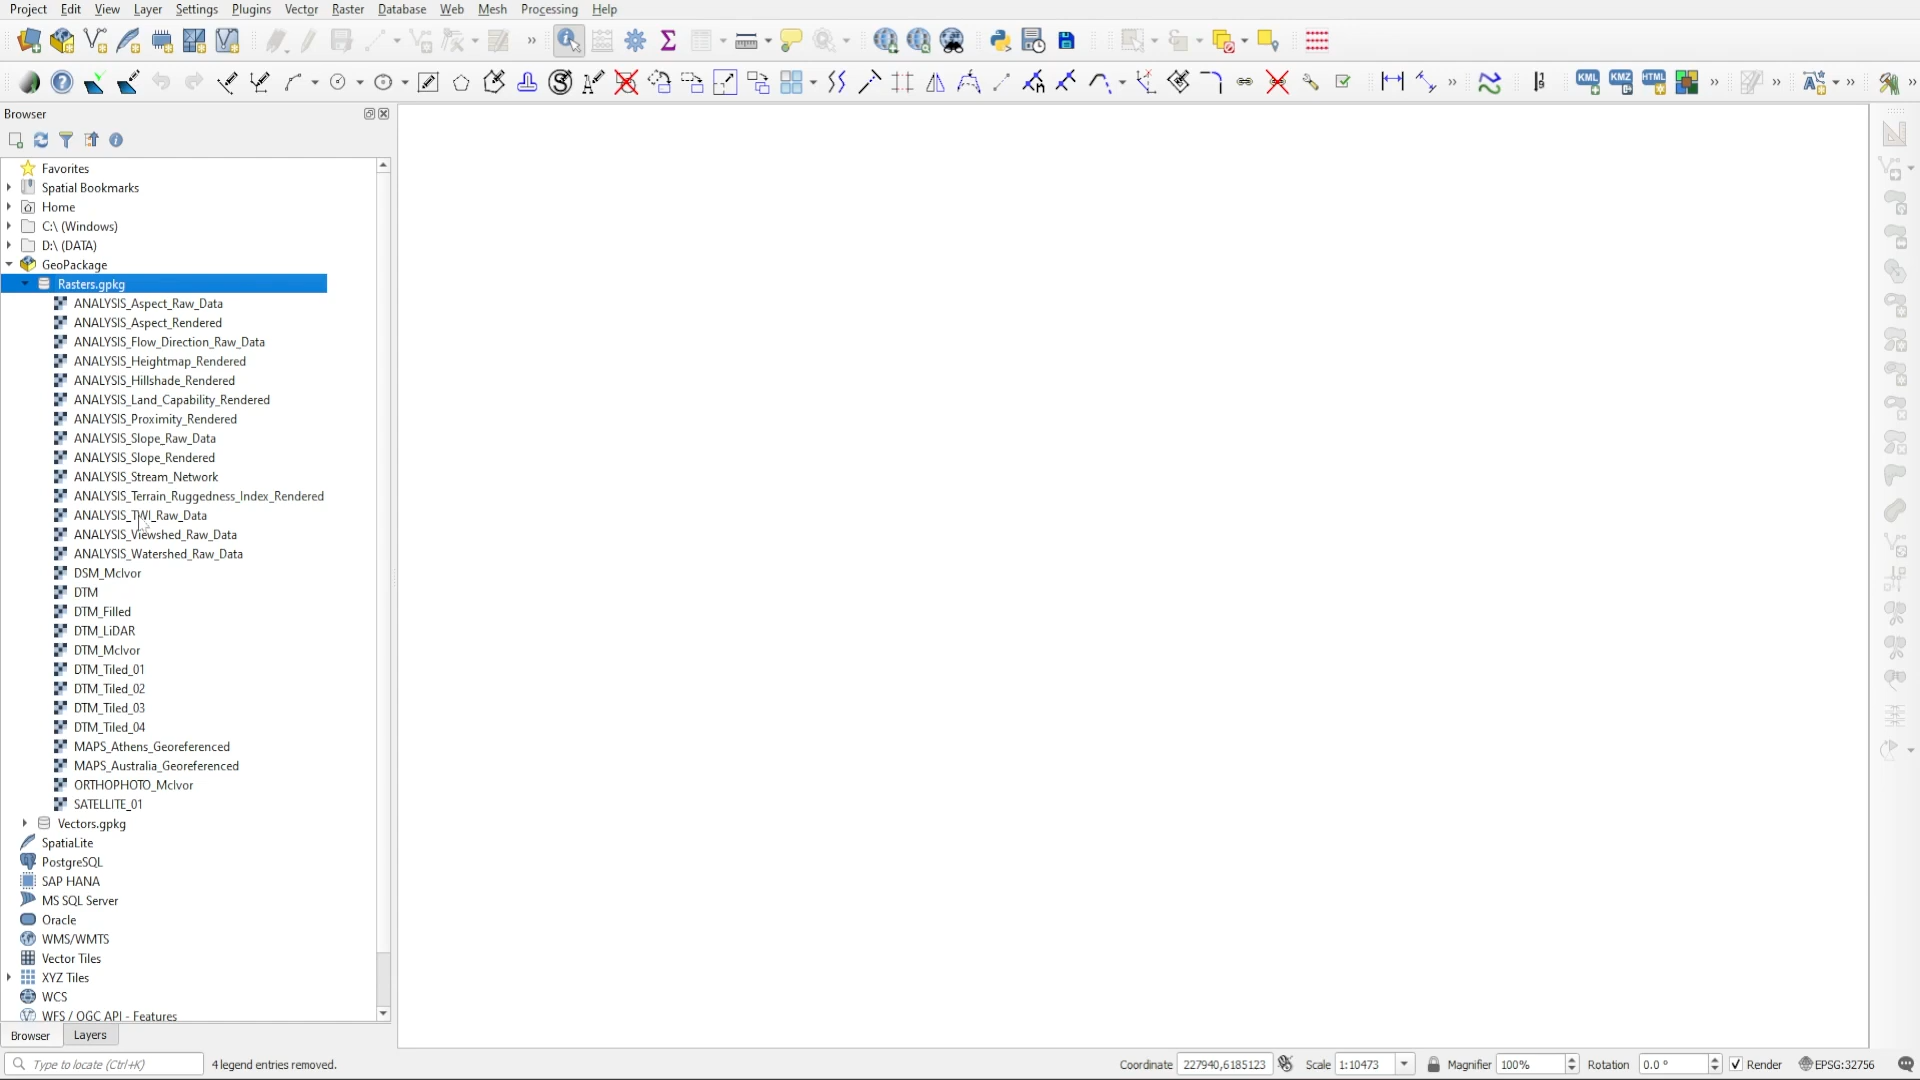 Project Edit View Layer Settings Plugins Vector Raster Database Web Mesh Processing Help
KML KMZ HTML
Browser
Favorites
Spatial Bookmarks
Home
C:\ (Windows)
D:\ (DATA)
GeoPackage
Rasters.gpkg
ANALYSIS_Aspect_Raw_Data
ANALYSIS_Aspect_Rendered
ANALYSIS_Flow_Direction_Raw_Data
ANALYSIS_Heightmap_Rendered
ANALYSIS_Hillshade_Rendered
ANALYSIS_Land_Capability_Rendered
ANALYSIS_Proximity_Rendered
ANALYSIS_Slope_Raw_Data
ANALYSIS_Slope_Rendered
ANALYSIS_Stream_Network
ANALYSIS_Terrain_Ruggedness_Index_Rendered
ANALYSIS_TWI_Raw_Data
ANALYSIS_Viewshed_Raw_Data
ANALYSIS_Watershed_Raw_Data
DSM_McIvor
DTM
DTM_Filled
DTM_LiDAR
DTM_McIvor
DTM_Tiled_01
DTM_Tiled_02
DTM_Tiled_03
DTM_Tiled_04
MAPS_Athens_Georeferenced
MAPS_Australia_Georeferenced
ORTHOPHOTO_McIvor
SATELLITE_01
Vectors.gpkg
SpatiaLite
PostgreSQL
SAP HANA
MS SQL Server
Oracle
WMS/WMTS
Vector Tiles
XYZ Tiles
WCS
WFS / OGC API - Features
Browser Layers
Type to locate (Ctrl+K) 4 legend entries removed. Coordinate 227940,6185123 Scale 1:10473 Magnifier 100% Rotation 0.0 ° Render EPSG:32756